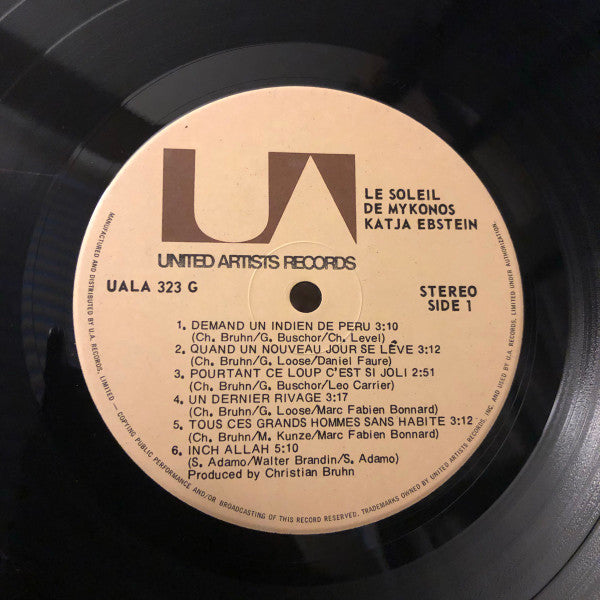 UA
LE SOLEIL
DE MYKONOS
KATJA EBSTEIN
UNITED ARTISTS RECORDS
UALA 323 G
STEREO
SIDE 1
1. DEMAND UN INDIEN DE PERU 3:10
(Ch. Bruhn/G. Buschor/Ch. Level)
2. QUAND UN NOUVEAU JOUR SE LÊVE 3:12
(Ch. Bruhn/G. Loose/Daniel Faure)
3. POURTANT CE LOUP C'EST SI JOLI 2:51
(Ch. Bruhn/G. Buschor/Leo Carrier)
4. UN DERNIER RIVAGE 3:17
(Ch. Bruhn/G. Loose/Marc Fabien Bonnard)
5. TOUS CES GRANDS HOMMES SANS HABITE 3:12
(Ch. Bruhn/M. Kunze/Marc Fabien Bonnard)
6. INCH ALLAH 5:10
(S. Adamo/Walter Brandin/S. Adamo)
Produced by Christian Bruhn
MANUFACTURED AND DISTRIBUTED BY U.A. RECORDS, LIMITED — COPYING PUBLIC PERFORMANCE AND/OR BROADCASTING OF THIS RECORD RESERVED. TRADEMARKS OWNED BY UNITED ARTISTS RECORDS, INC. AND USED BY U.A. RECORDS, LIMITED UNDER AUTHORIZATION.